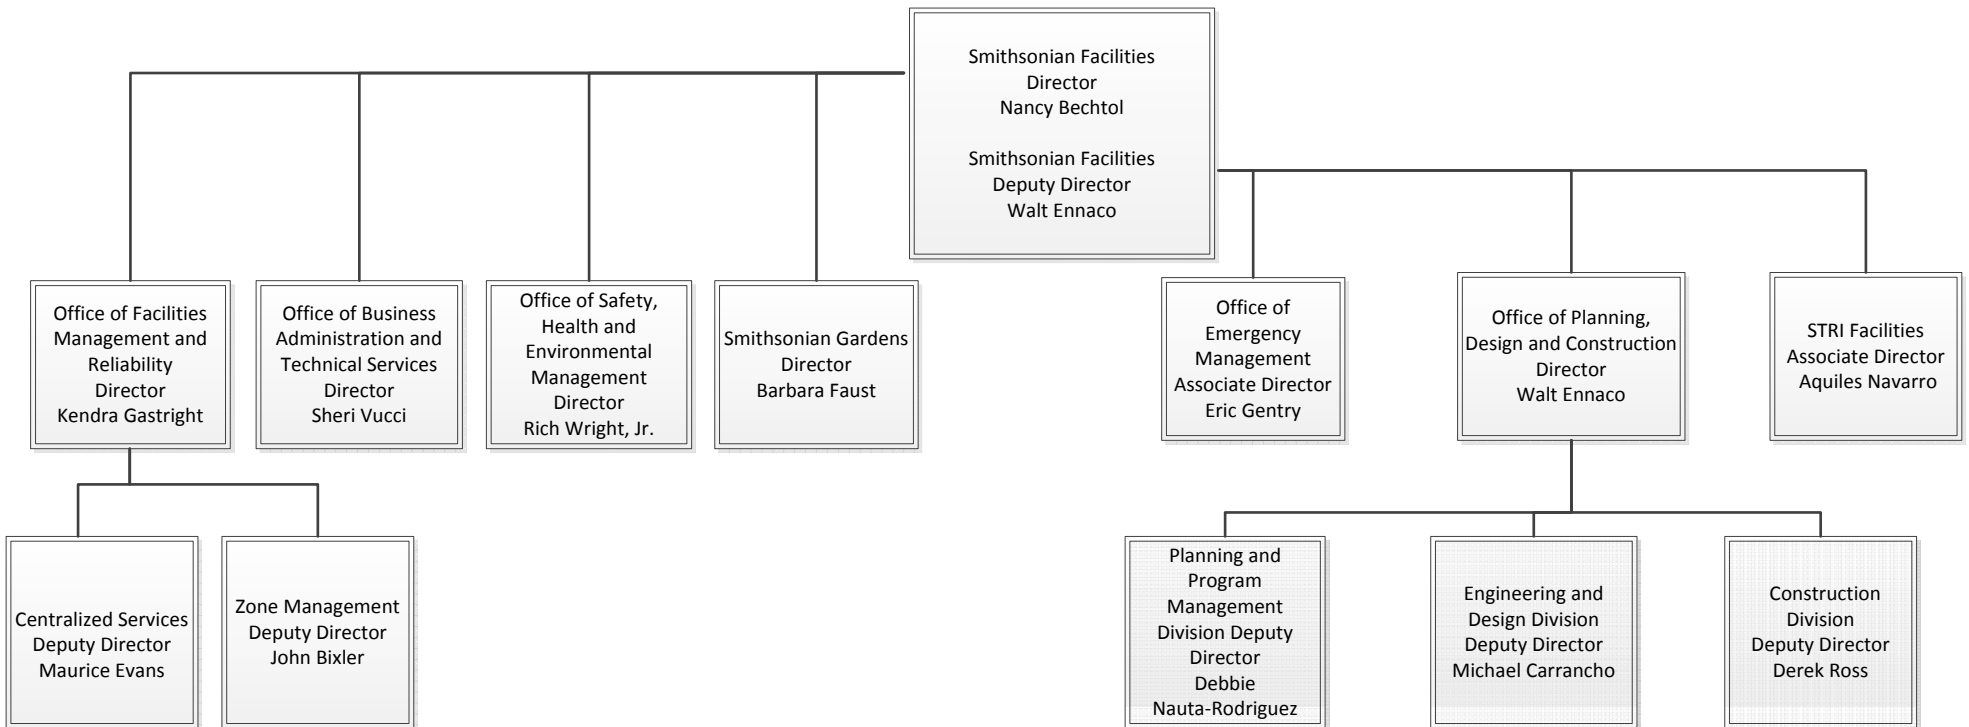 Smithsonian Facilities
Director
Nancy Bechtol
Smithsonian Facilities
Deputy Director
Walt Ennaco
Office of Facilities
Management and
Reliability
Director
Kendra Gastright
Office of Business
Administration and
Technical Services
Director
Sheri Vucci
Office of Safety,
Health and
Environmental
Management
Director
Rich Wright, Jr.
Smithsonian Gardens
Director
Barbara Faust
Office of
Emergency
Management
Associate Director
Eric Gentry
Office of Planning,
Design and Construction
Director
Walt Ennaco
STRI Facilities
Associate Director
Aquiles Navarro
Centralized Services
Deputy Director
Maurice Evans
Zone Management
Deputy Director
John Bixler
Planning and
Program
Management
Division Deputy
Director
Debbie
Nauta-Rodriguez
Engineering and
Design Division
Deputy Director
Michael Carrancho
Construction
Division
Deputy Director
Derek Ross